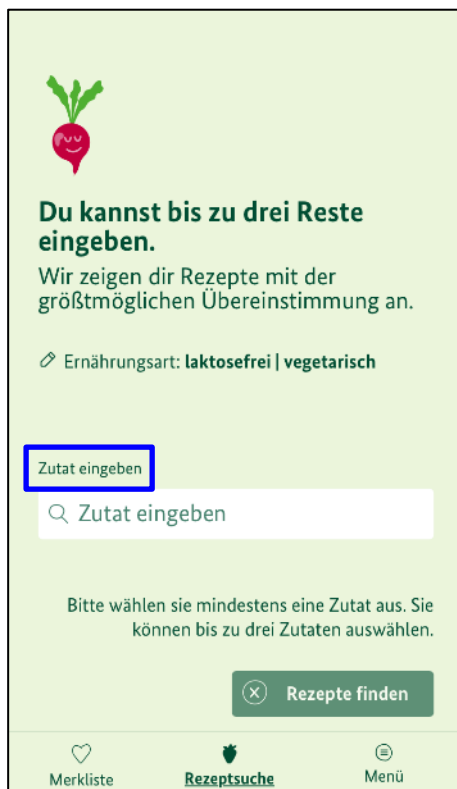 Du kannst bis zu drei Reste
eingeben.
Wir zeigen dir Rezepte mit der
größtmöglichen Übereinstimmung an.
Ernährungsart: laktosefrei | vegetarisch
Zutat eingeben
Zutat eingeben
Bitte wählen sie mindestens eine Zutat aus. Sie
können bis zu drei Zutaten auswählen.
Rezepte finden
Merkliste Rezeptsuche Menü